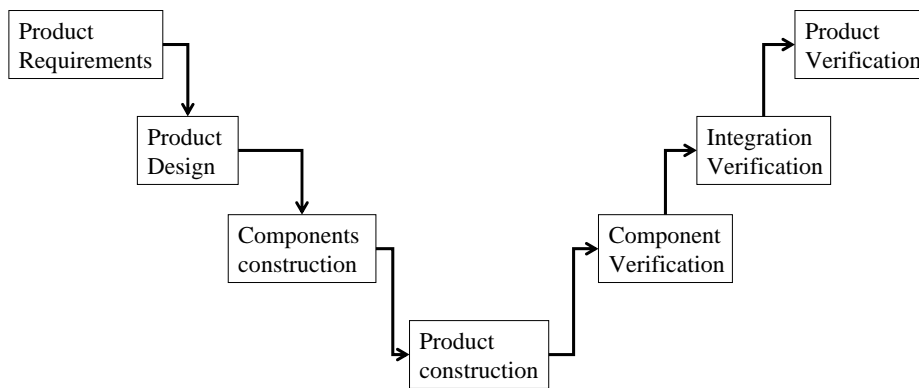 Product
Requirements
Product
Design
Components
construction
Product
construction
Component
Verification
Integration
Verification
Product
Verification